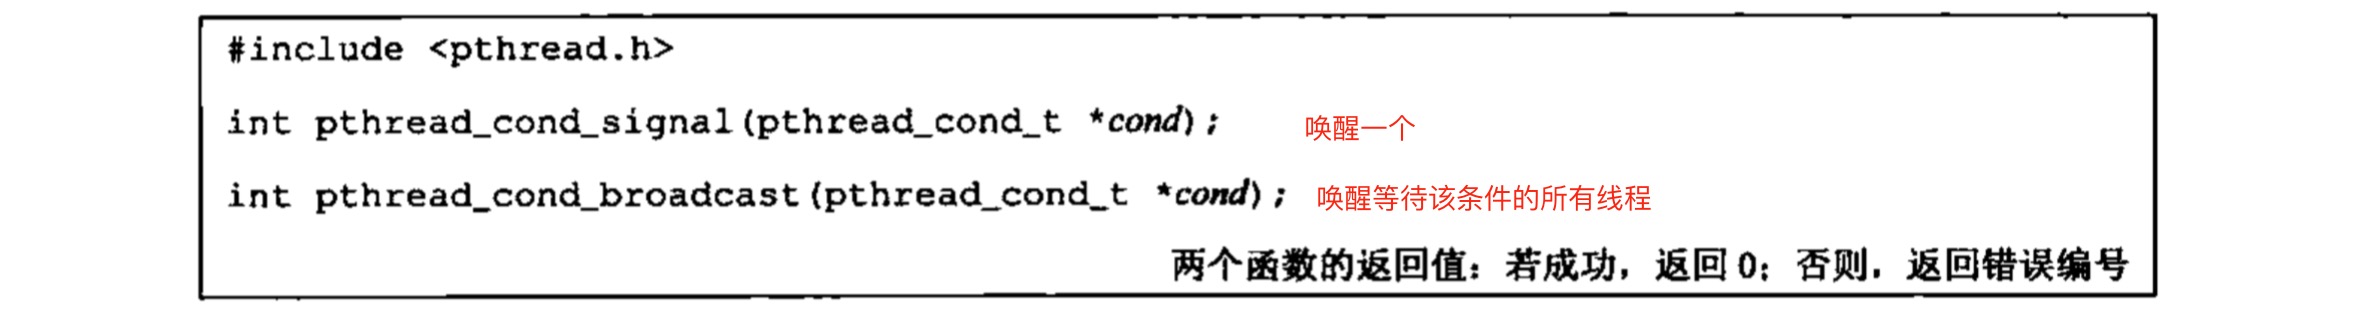 #include <pthread.h>
int pthread_cond_signal(pthread_cond_t *cond); 唤醒一个
int pthread_cond_broadcast(pthread_cond_t *cond); 唤醒等待该条件的所有线程
两个函数的返回值：若成功，返回0；否则，返回错误编号